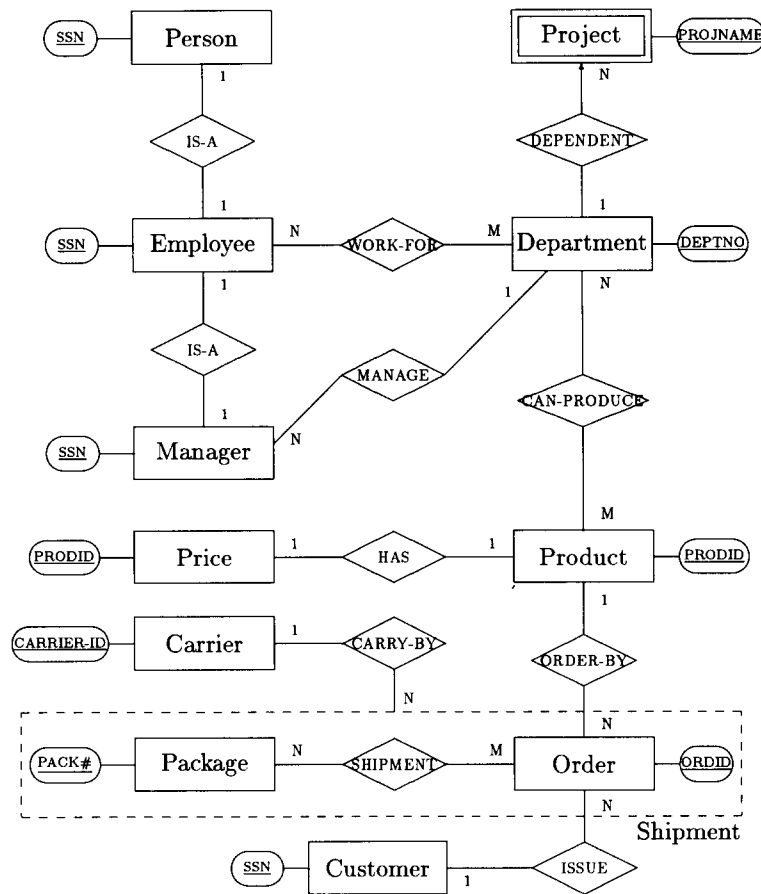 SSN
Person
Project
PROJNAME
1
N
IS-A
DEPENDENT
1
1
SSN
Employee
N
WORK-FOR
M
Department
DEPTNO
1
1
N
IS-A
MANAGE
CAN-PRODUCE
1
SSN
Manager
N
M
PRODID
Price
1
HAS
1
Product
PRODID
1
CARRIER-ID
Carrier
1
CARRY-BY
ORDER-BY
N
N
PACK#
Package
N
SHIPMENT
M
Order
ORDID
N
Shipment
SSN
Customer
1
ISSUE